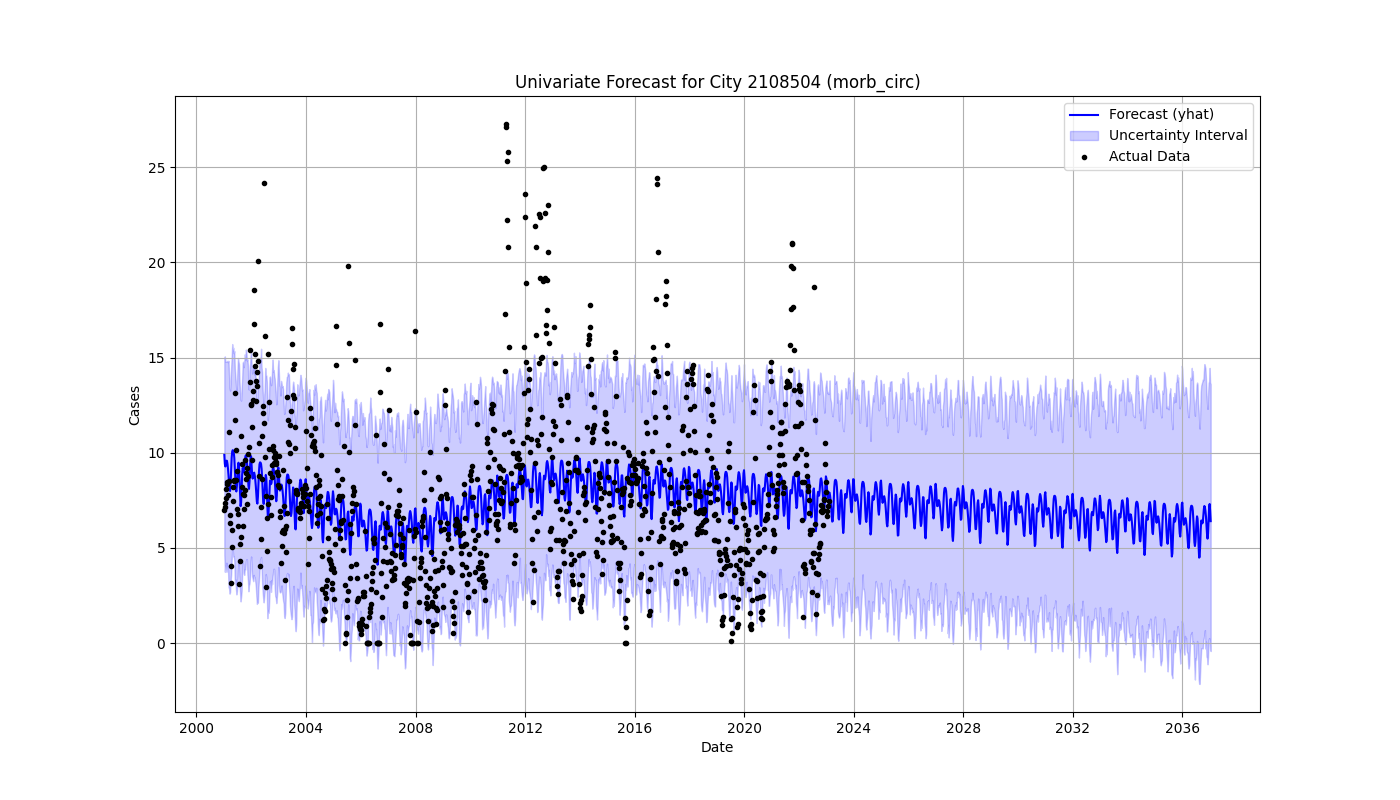 Univariate Forecast for City 2108504 (morb_circ)
Forecast (yhat)
Uncertainty Interval
Actual Data
25
20
15
10
5
0
Cases
2000 2004 2008 2012 2016 2020 2024 2028 2032 2036
Date